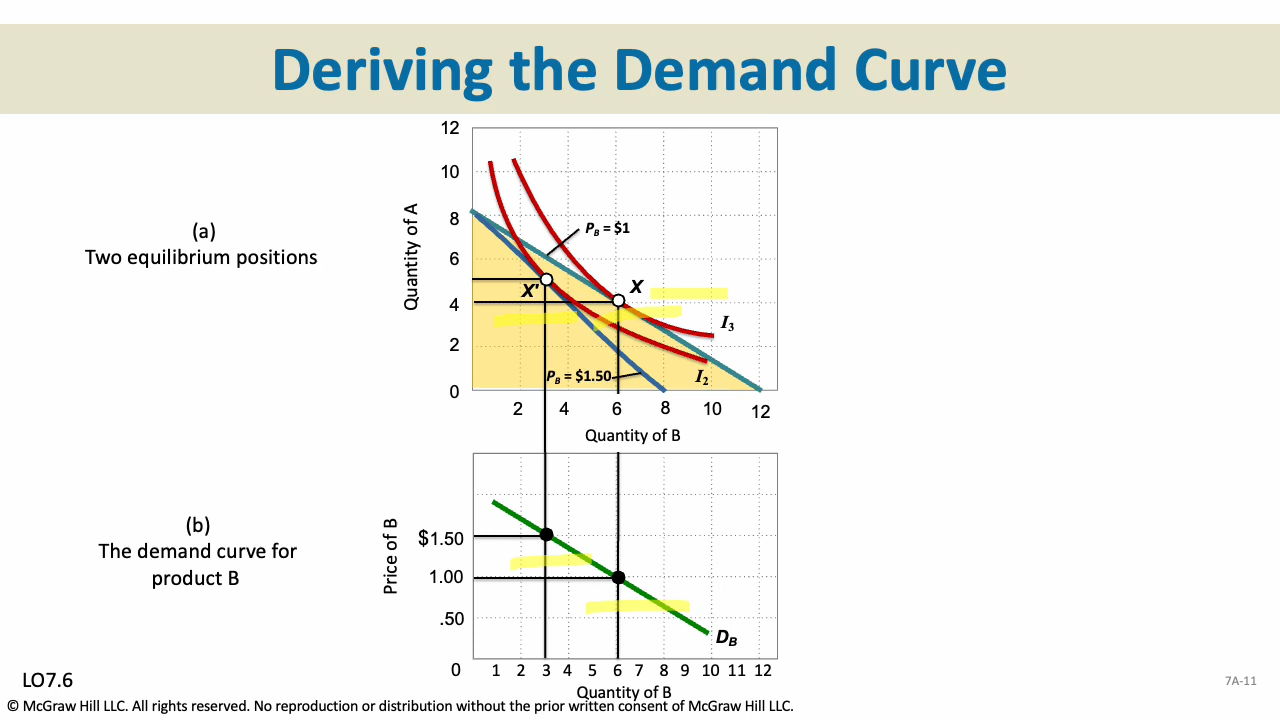 Deriving the Demand Curve
(a)
Two equilibrium positions
Quantity of A
12
10
8
6
4
2
0
P_B = $1
X'
X
I₃
I₂
P_B = $1.50
2 4 6 8 10 12
Quantity of B
(b)
The demand curve for
product B
Price of B
$1.50
1.00
.50
0
D_B
1 2 3 4 5 6 7 8 9 10 11 12
Quantity of B
LO7.6
7A-11
© McGraw Hill LLC. All rights reserved. No reproduction or distribution without the prior written consent of McGraw Hill LLC.